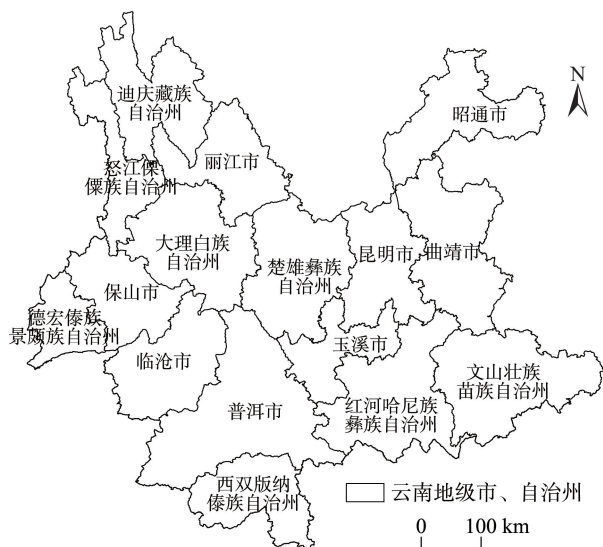 N
迪庆藏族
自治州
昭通市
丽江市
怒江傈
僳族自治州
大理白族
自治州
楚雄彝族
自治州
昆明市
曲靖市
保山市
德宏傣族
景颇族自治州
临沧市
玉溪市
文山壮族
苗族自治州
普洱市
红河哈尼族
彝族自治州
西双版纳
傣族自治州
云南地级市、自治州
0 100 km